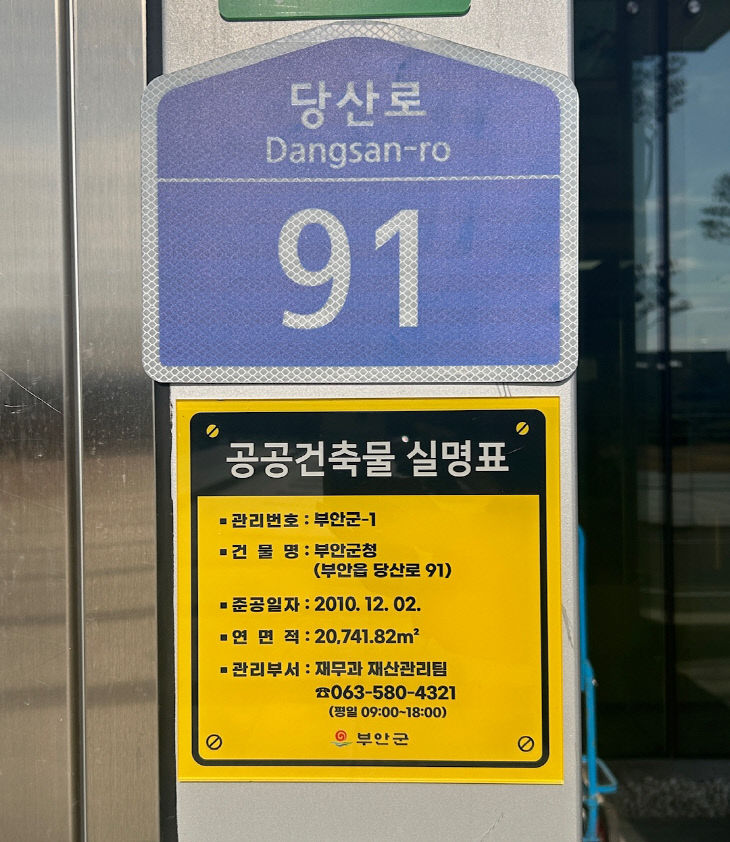 당산로
Dangsan-ro
91
공공건축물 실명표
▪ 관리번호 : 부안군-1
▪ 건 물 명 : 부안군청
(부안읍 당산로 91)
▪ 준공일자 : 2010. 12. 02.
▪ 연 면 적 : 20,741.82m²
▪ 관리부서 : 재무과 재산관리팀
☎063-580-4321
(평일 09:00~18:00)
부안군